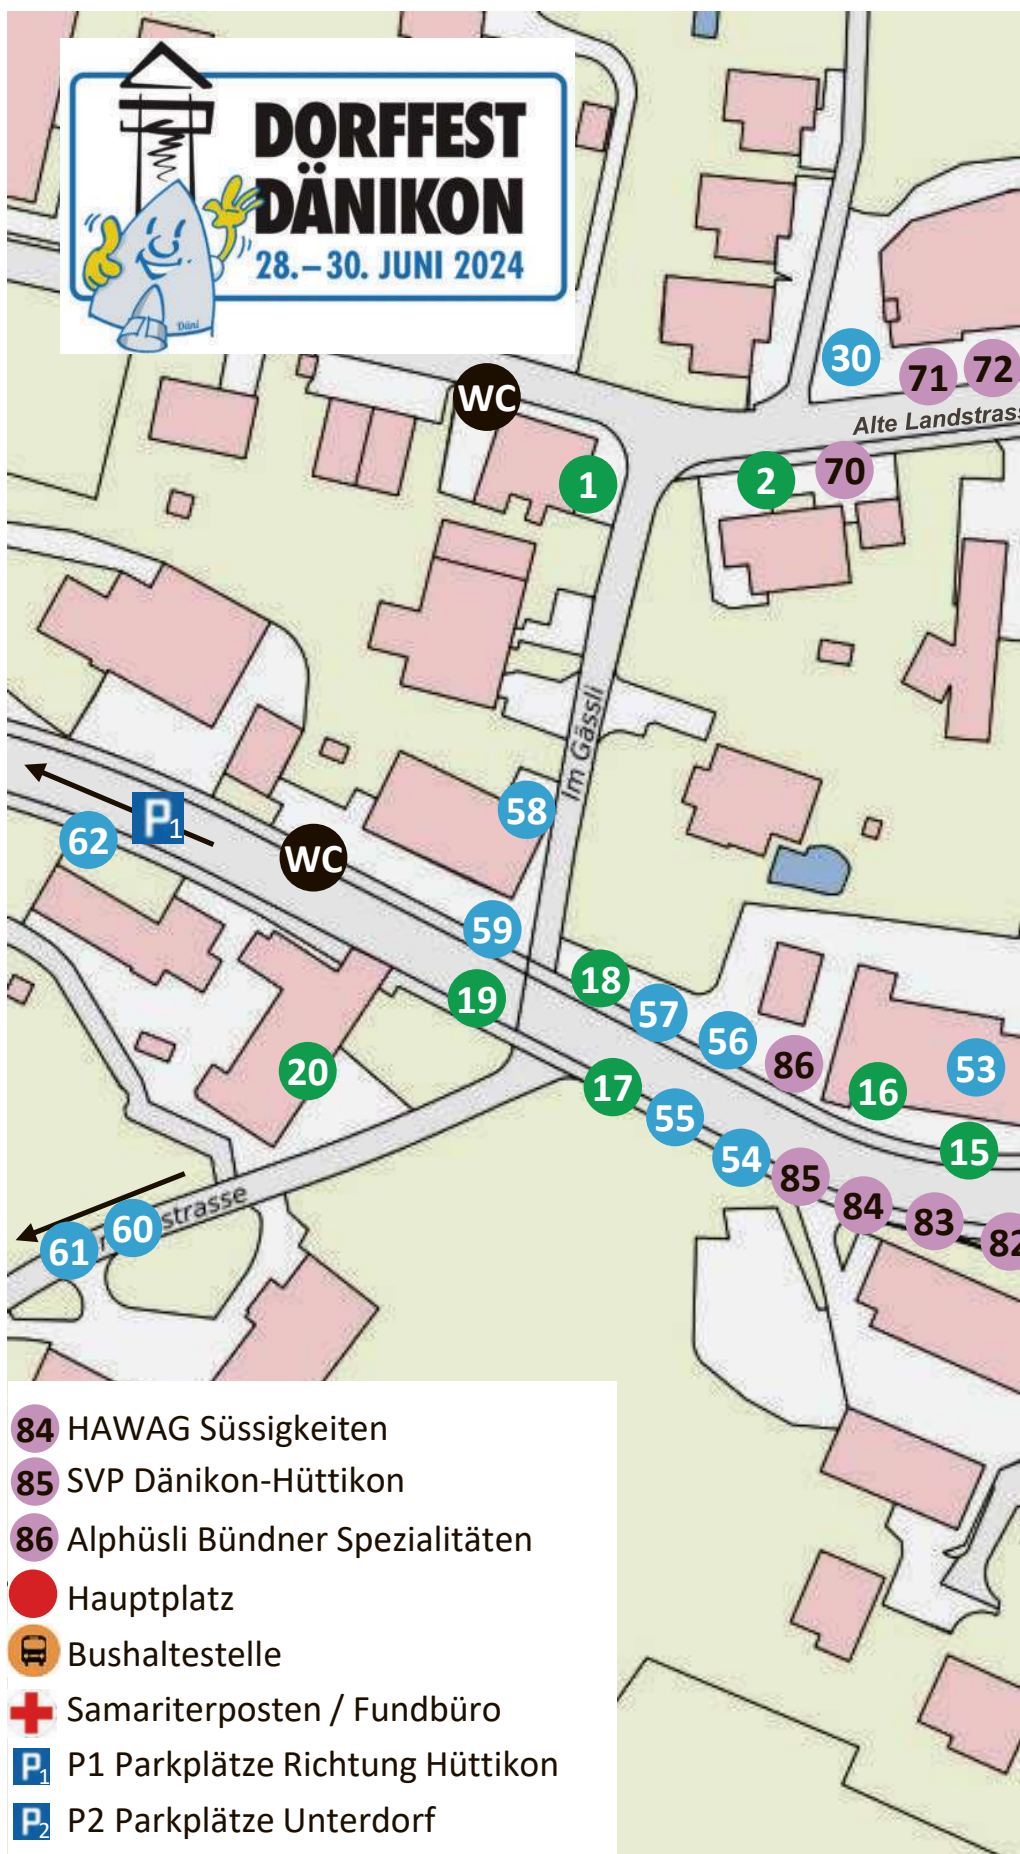 DORFFEST
DÄNIKON
28.–30. JUNI 2024
Däni
30
71
72
WC
Alte Landstrass
1
2
70
Im Gässli
58
P1
62
WC
59
18
19
57
56
86
53
20
17
16
55
15
54
85
84
83
82
strasse
60
61
84 HAWAG Süssigkeiten
85 SVP Dänikon-Hüttikon
86 Alphüsli Bündner Spezialitäten
Hauptplatz
Bushaltestelle
Samariterposten / Fundbüro
P1 P1 Parkplätze Richtung Hüttikon
P2 P2 Parkplätze Unterdorf